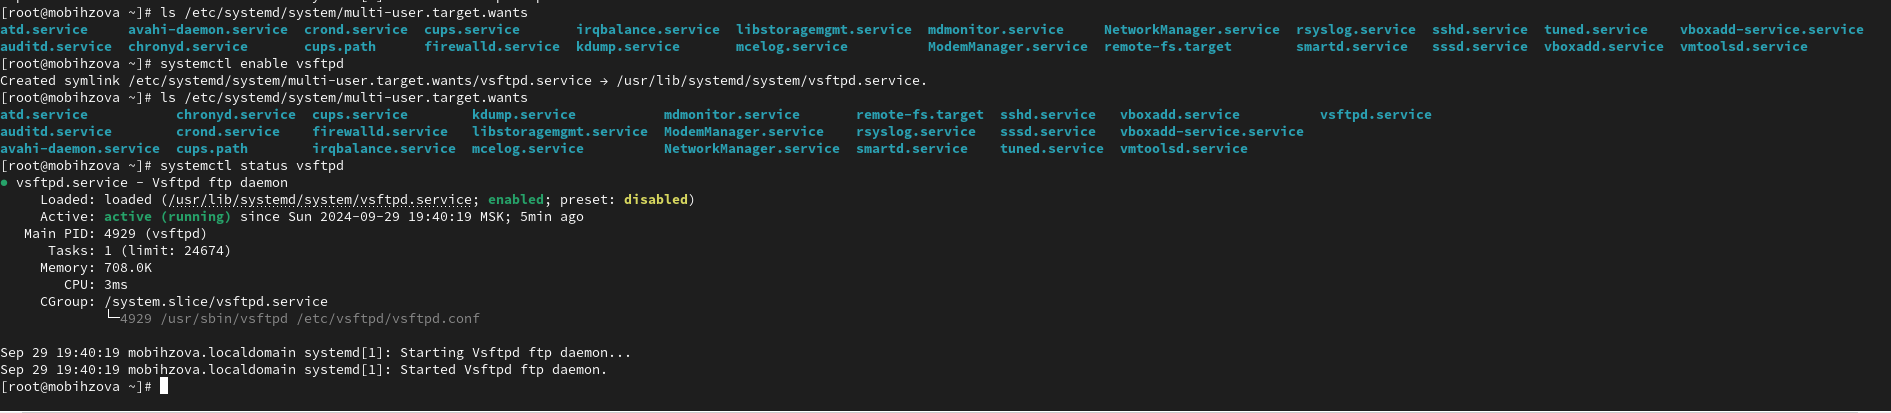 [root@mobihzova ~]# ls /etc/systemd/system/multi-user.target.wants
atd.service     avahi-daemon.service  crond.service  cups.service       irqbalance.service  libstoragemgmt.service  mdmonitor.service     NetworkManager.service  rsyslog.service  sshd.service  tuned.service    vboxadd-service.service
auditd.service  chronyd.service       cups.path      firewalld.service  kdump.service       mcelog.service          ModemManager.service  remote-fs.target        smartd.service   sssd.service  vboxadd.service  vmtoolsd.service
[root@mobihzova ~]# systemctl enable vsftpd
Created symlink /etc/systemd/system/multi-user.target.wants/vsftpd.service → /usr/lib/systemd/system/vsftpd.service.
[root@mobihzova ~]# ls /etc/systemd/system/multi-user.target.wants
atd.service           chronyd.service  cups.service        kdump.service           mdmonitor.service       remote-fs.target  sshd.service   vboxadd.service          vsftpd.service
auditd.service        crond.service    firewalld.service   libstoragemgmt.service  ModemManager.service    rsyslog.service   sssd.service   vboxadd-service.service
avahi-daemon.service  cups.path        irqbalance.service  mcelog.service          NetworkManager.service  smartd.service    tuned.service  vmtoolsd.service
[root@mobihzova ~]# systemctl status vsftpd
● vsftpd.service - Vsftpd ftp daemon
     Loaded: loaded (/usr/lib/systemd/system/vsftpd.service; enabled; preset: disabled)
     Active: active (running) since Sun 2024-09-29 19:40:19 MSK; 5min ago
   Main PID: 4929 (vsftpd)
      Tasks: 1 (limit: 24674)
     Memory: 708.0K
        CPU: 3ms
     CGroup: /system.slice/vsftpd.service
             └─4929 /usr/sbin/vsftpd /etc/vsftpd/vsftpd.conf
Sep 29 19:40:19 mobihzova.localdomain systemd[1]: Starting Vsftpd ftp daemon...
Sep 29 19:40:19 mobihzova.localdomain systemd[1]: Started Vsftpd ftp daemon.
[root@mobihzova ~]#